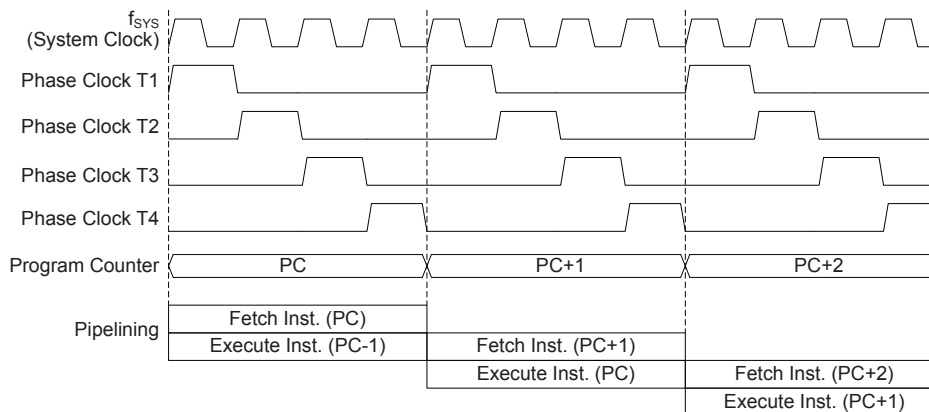 fSYS
(System Clock)
Phase Clock T1
Phase Clock T2
Phase Clock T3
Phase Clock T4
Program Counter PC PC+1 PC+2
Pipelining
Fetch Inst. (PC)
Execute Inst. (PC-1) Fetch Inst. (PC+1)
Execute Inst. (PC) Fetch Inst. (PC+2)
Execute Inst. (PC+1)